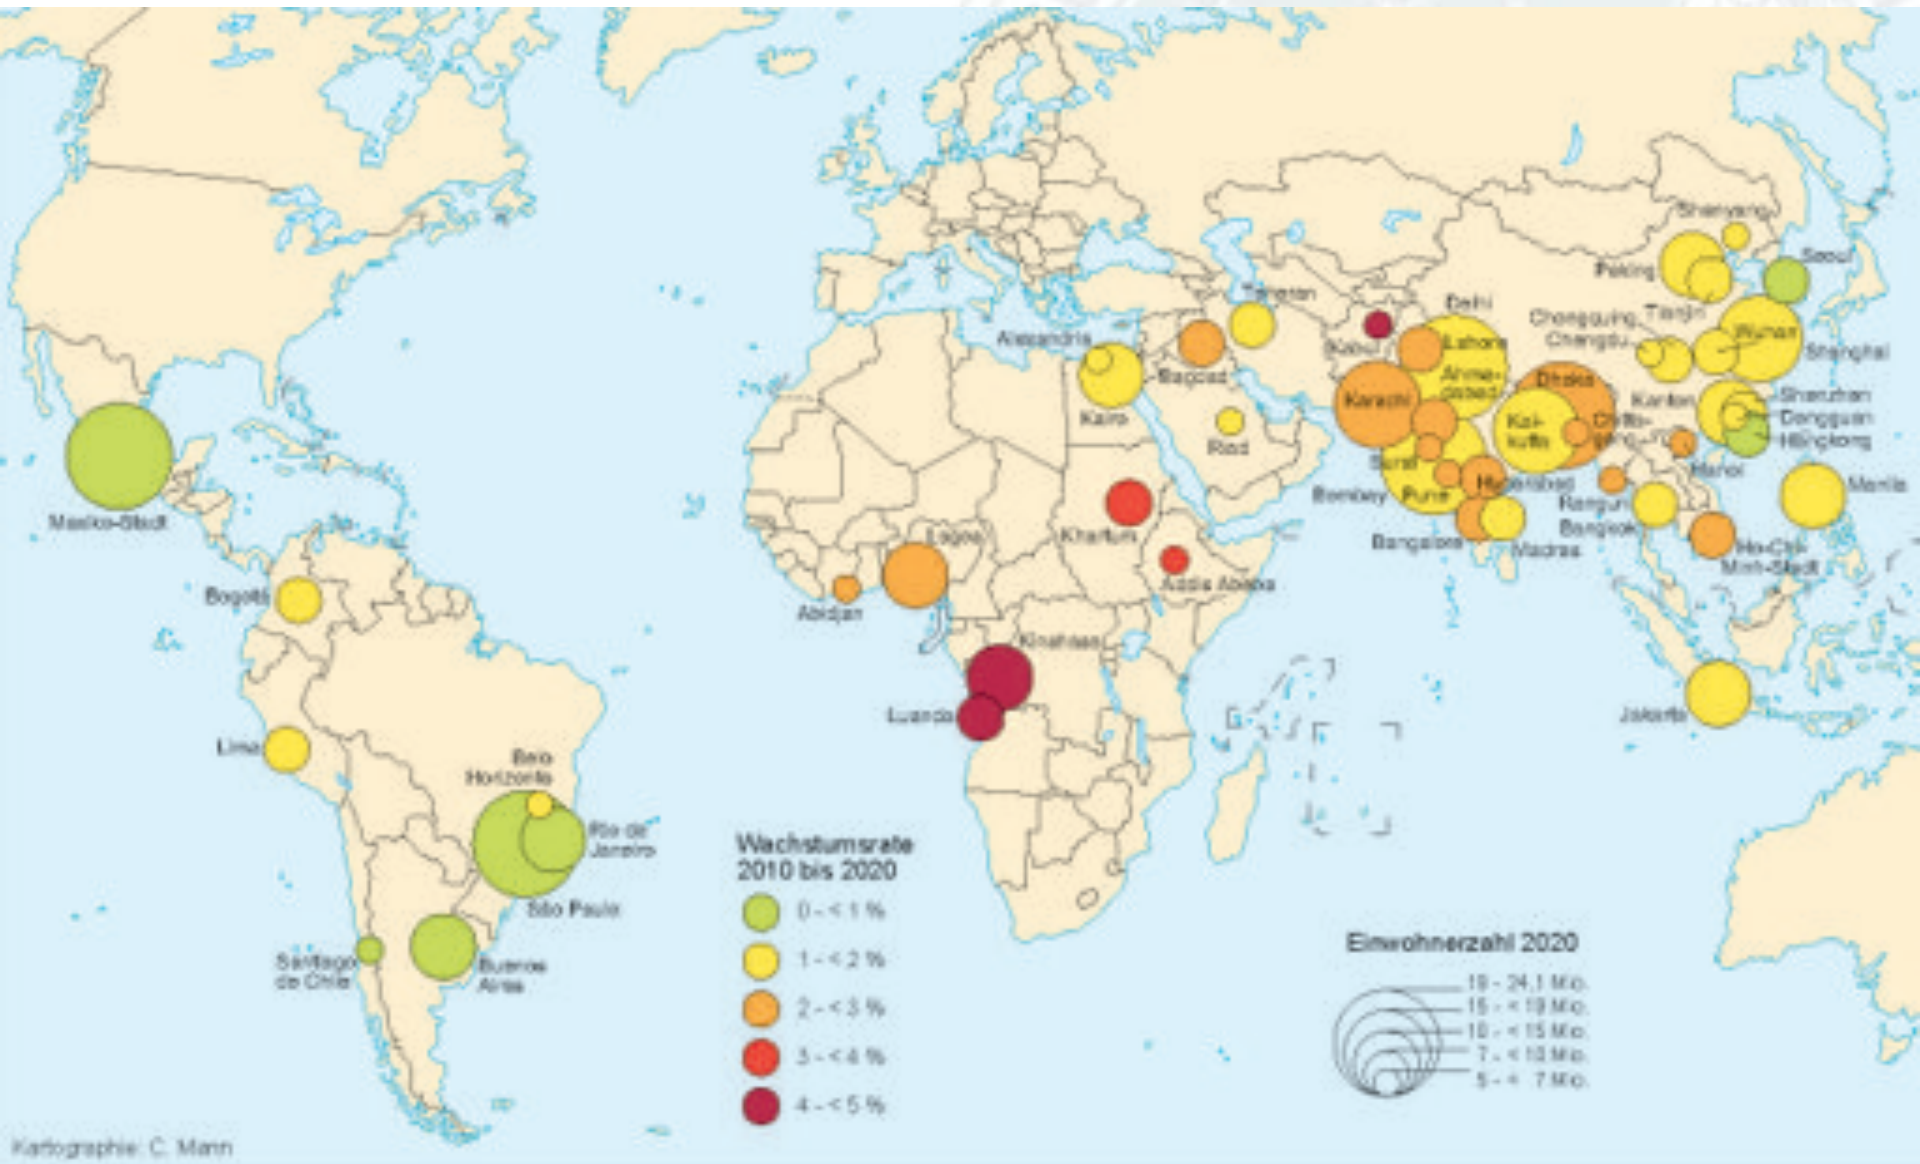 Shenyang
Peking
Seoul
Teheran
Delhi
Chongquing
Tianjin
Wuhan
Alexandria
Kabul
Lahore
Chengdu
Shanghai
Bagdad
Ahme-
dabad
Dhaka
Karachi
Kanton
Shenzhen
Kairo
Kal-
kutta
Chitta-
gong
Dongguan
Riad
Hongkong
Surat
Hanoi
Mexiko-Stadt
Bombay
Pune
Hyderabad
Rangun
Manila
Lagos
Khartum
Bangkok
Bangalore
Madras
Ho-Chi-
Minh-Stadt
Addis Abeba
Bogotá
Abidjan
Kinshasa
Luanda
Jakarta
Lima
Belo
Horizonte
Rio de
Janeiro
São Paulo
Santiago
de Chile
Buenos
Aires
Wachstumsrate
2010 bis 2020
0 - < 1 %
1 - < 2 %
2 - < 3 %
3 - < 4 %
4 - < 5 %
Einwohnerzahl 2020
19 - 24,1 Mio.
15 - < 19 Mio.
10 - < 15 Mio.
7 - < 10 Mio.
5 - < 7 Mio.
Kartographie: C. Mann